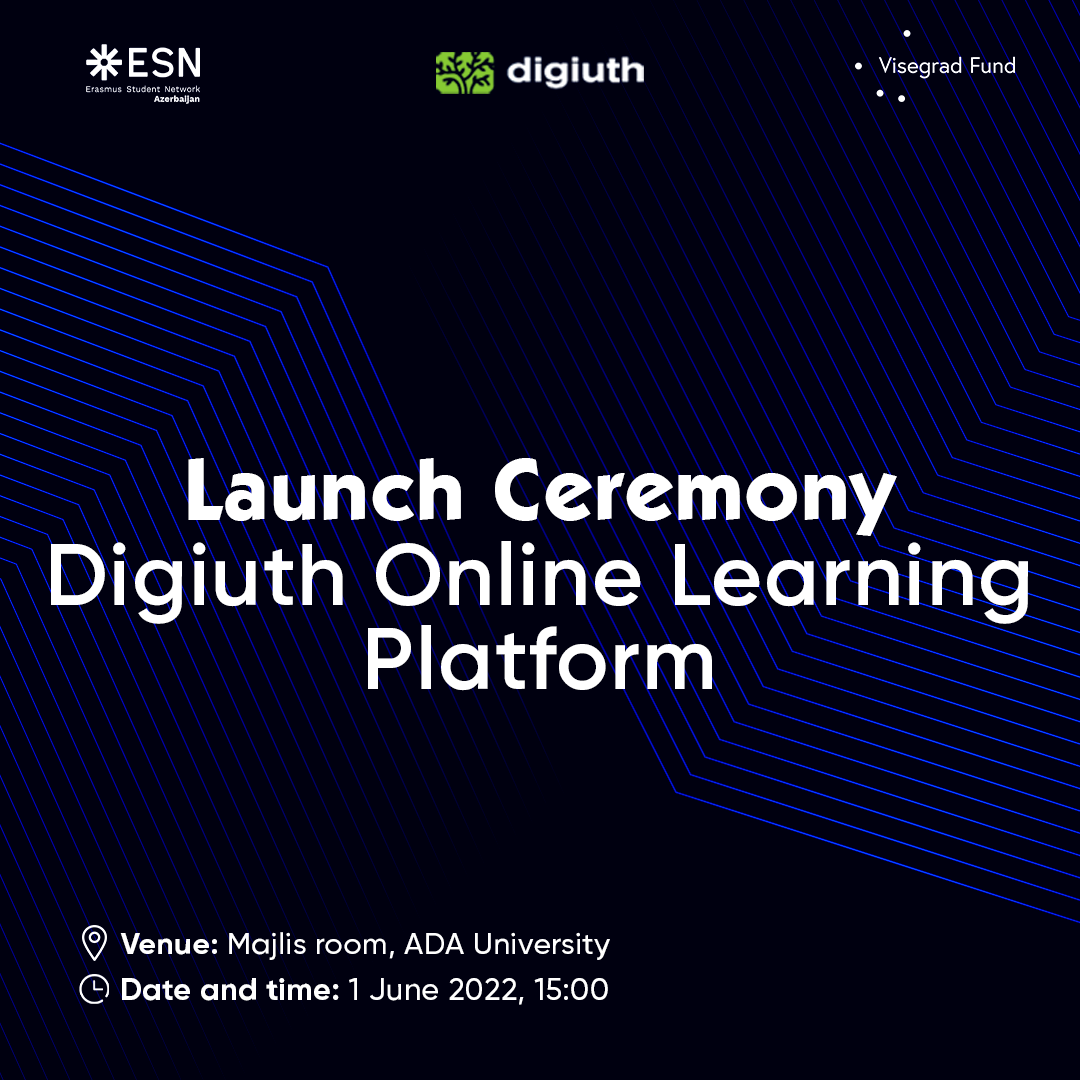 ESN
Erasmus Student Network
Azerbaijan
digiuth
Visegrad Fund
Launch Ceremony
Digiuth Online Learning
Platform
Venue: Majlis room, ADA University
Date and time: 1 June 2022, 15:00